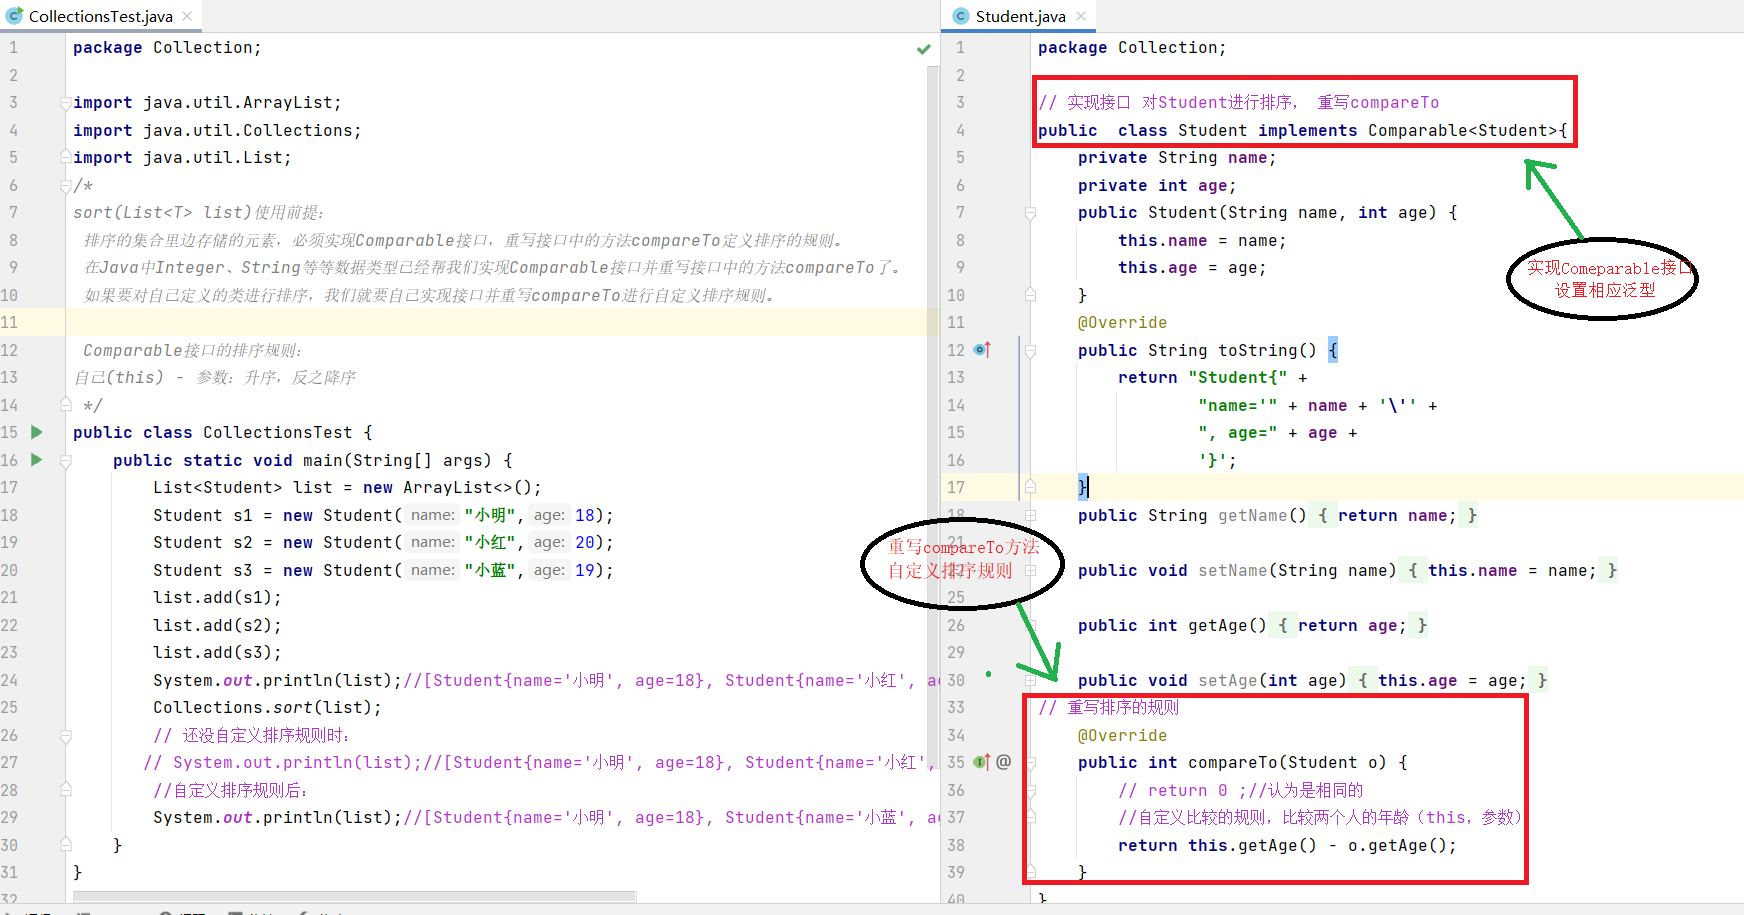 CollectionsTest.java
1 package Collection;
2
3 import java.util.ArrayList;
4 import java.util.Collections;
5 import java.util.List;
6 /*
7 sort(List<T> list)使用前提：
8 排序的集合里边存储的元素，必须实现Comparable接口，重写接口中的方法compareTo定义排序的规则。
9 在Java中Integer、String等等数据类型已经帮我们实现Comparable接口并重写接口中的方法compareTo了。
10 如果要对自己定义的类进行排序，我们就要自己实现接口并重写compareTo进行自定义排序规则。
11
12 Comparable接口的排序规则：
13 自己(this) - 参数：升序，反之降序
14 */
15 public class CollectionsTest {
16 public static void main(String[] args) {
17 List<Student> list = new ArrayList<>();
18 Student s1 = new Student( name: "小明", age: 18);
19 Student s2 = new Student( name: "小红", age: 20);
20 Student s3 = new Student( name: "小蓝", age: 19);
21 list.add(s1);
22 list.add(s2);
23 list.add(s3);
24 System.out.println(list);//[Student{name='小明', age=18}, Student{name='小红', ag
25 Collections.sort(list);
26 // 还没自定义排序规则时：
27 // System.out.println(list);//[Student{name='小明', age=18}, Student{name='小红',
28 //自定义排序规则后：
29 System.out.println(list);//[Student{name='小明', age=18}, Student{name='小蓝', ag
30 }
31 }
32
Student.java
1 package Collection;
2
3 // 实现接口 对Student进行排序， 重写compareTo
4 public class Student implements Comparable<Student>{
5 private String name;
6 private int age;
7 public Student(String name, int age) {
8 this.name = name;
9 this.age = age;
10 }
11 @Override
12 public String toString() {
13 return "Student{" +
14 "name='" + name + '\'' +
15 ", age=" + age +
16 '}';
17 }
18 public String getName() { return name; }
21
22 public void setName(String name) { this.name = name; }
25
26 public int getAge() { return age; }
29
30 public void setAge(int age) { this.age = age; }
33 // 重写排序的规则
34 @Override
35 @ public int compareTo(Student o) {
36 // return 0 ;//认为是相同的
37 //自定义比较的规则，比较两个人的年龄（this，参数）
38 return this.getAge() - o.getAge();
39 }
40 }
实现Comeparable接口
设置相应泛型
重写compareTo方法
自定义排序规则